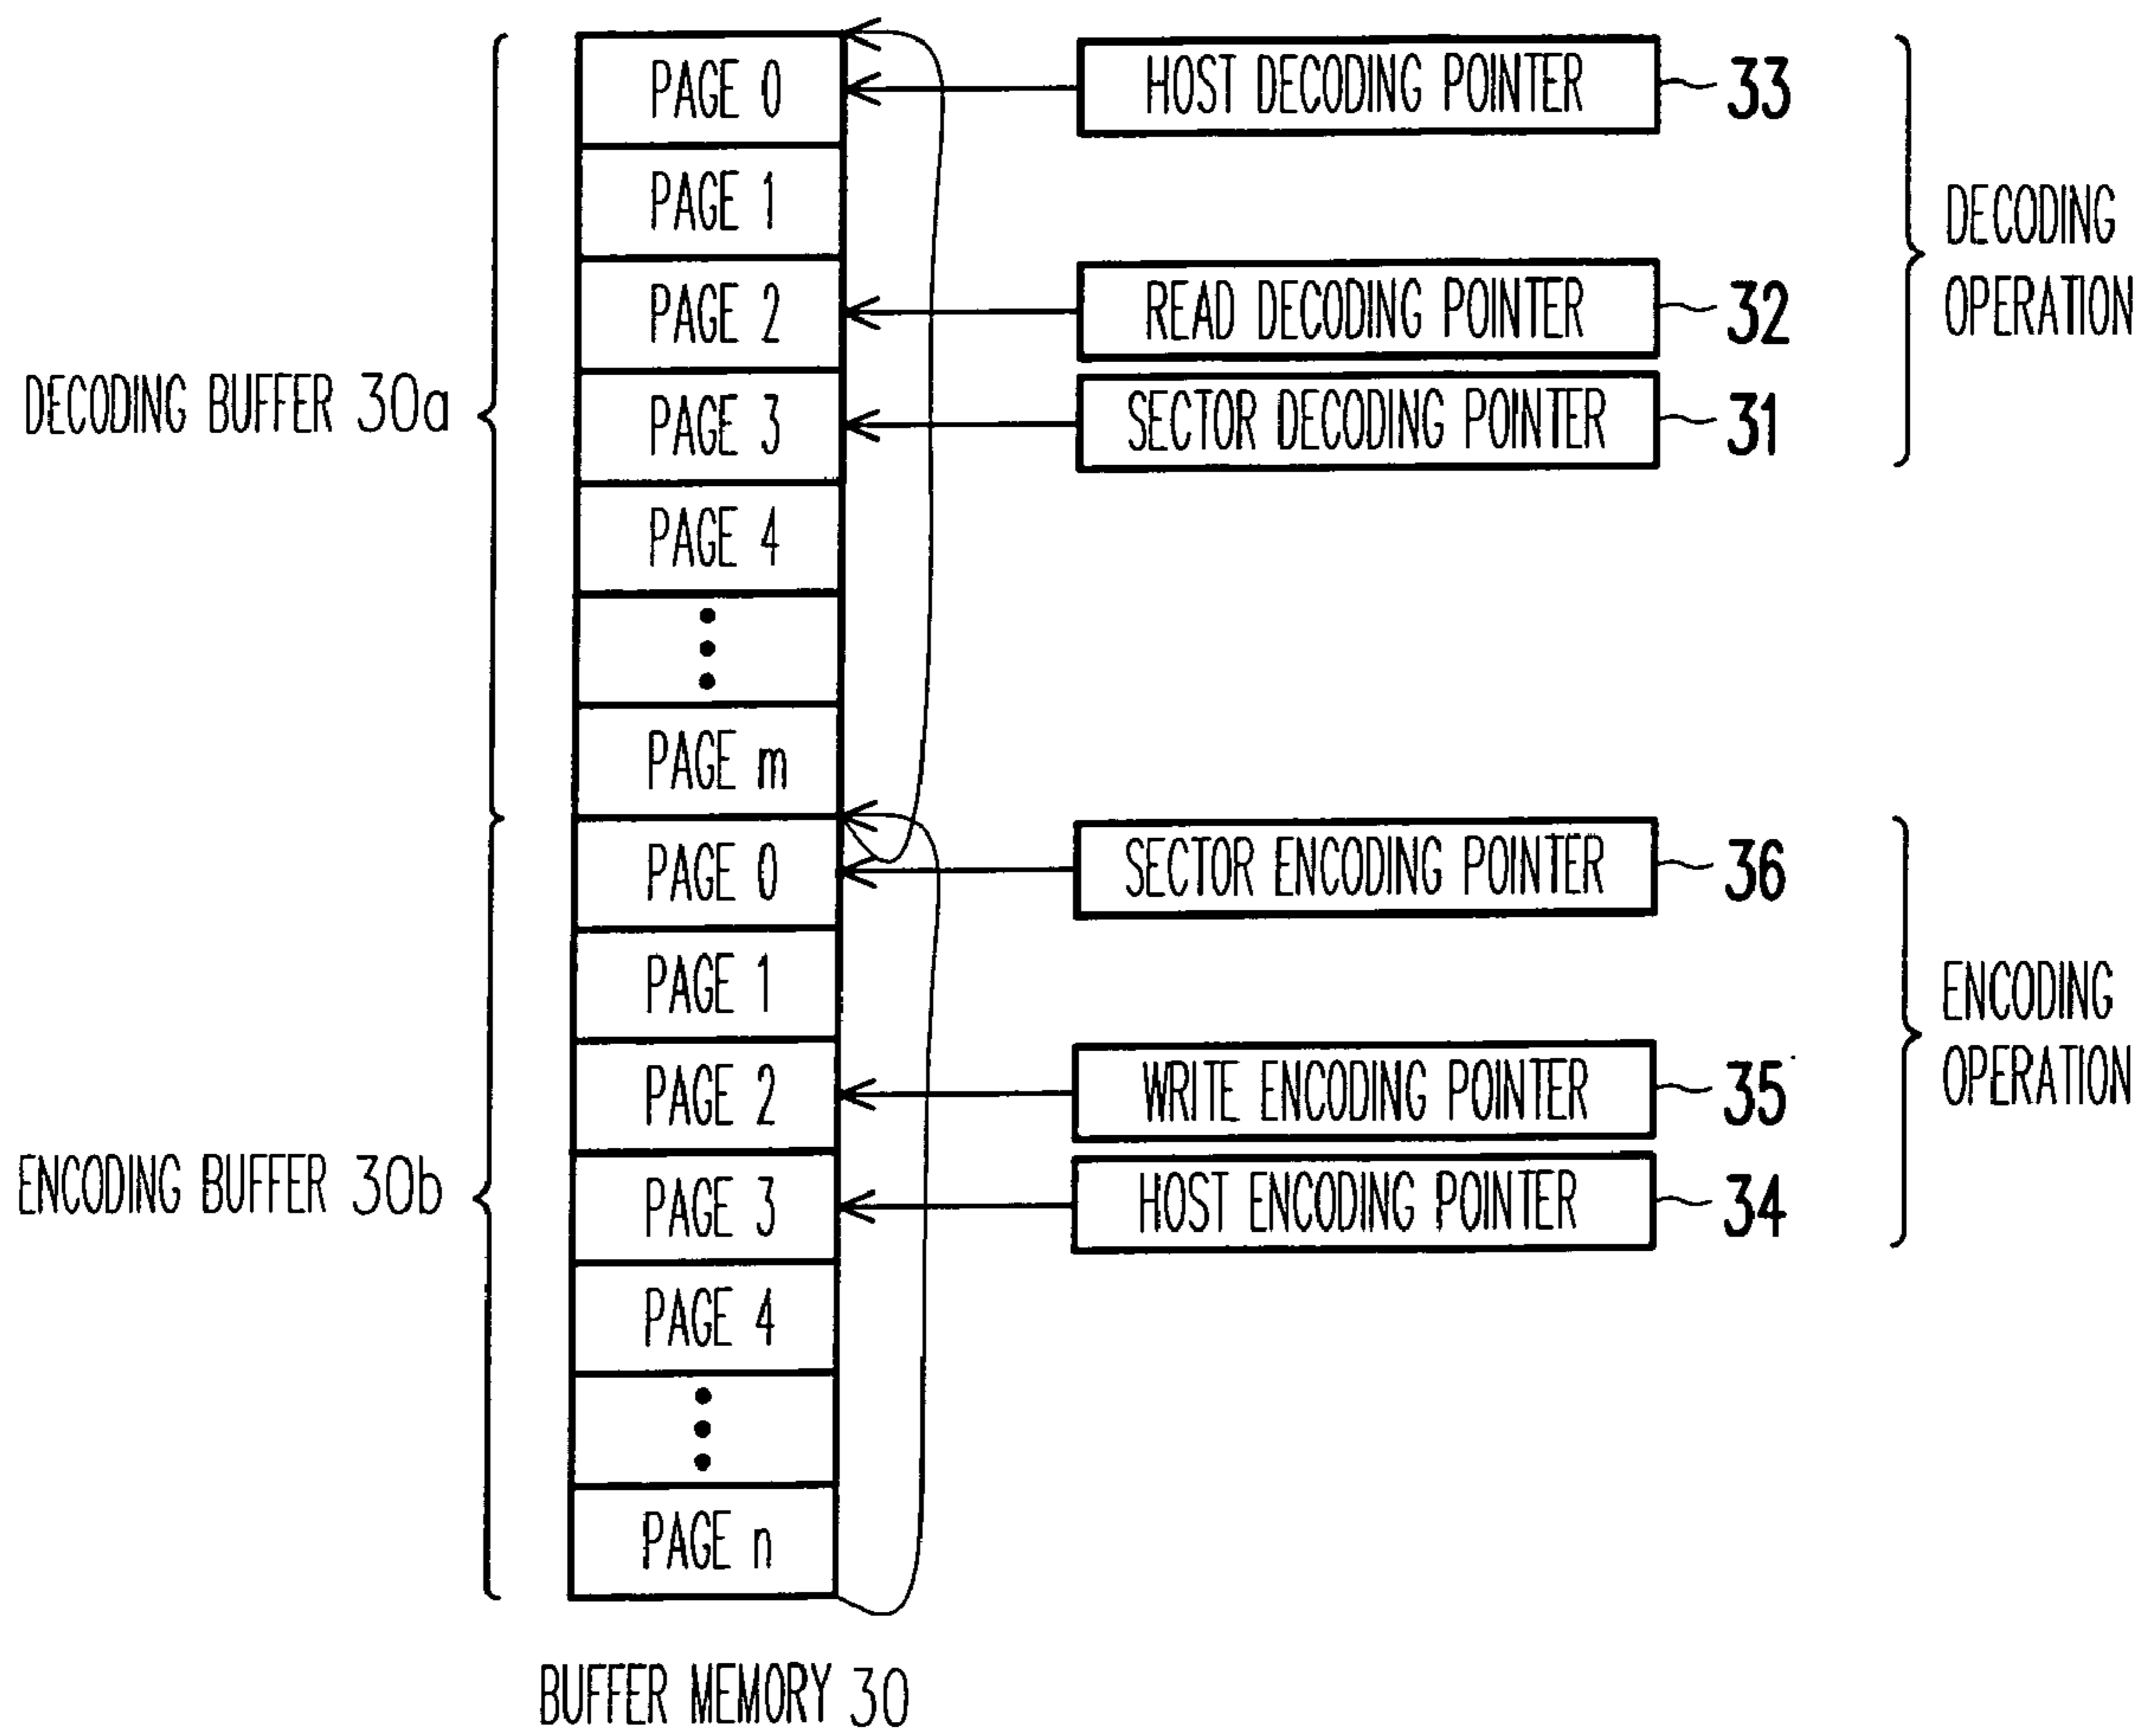 PAGE 0
HOST DECODING POINTER
33
PAGE 1
DECODING
OPERATION
PAGE 2
READ DECODING POINTER
32
DECODING BUFFER 30a
PAGE 3
SECTOR DECODING POINTER
31
PAGE 4
PAGE m
PAGE 0
SECTOR ENCODING POINTER
36
PAGE 1
ENCODING
OPERATION
PAGE 2
WRITE ENCODING POINTER
35
ENCODING BUFFER 30b
PAGE 3
HOST ENCODING POINTER
34
PAGE 4
PAGE n
BUFFER MEMORY 30